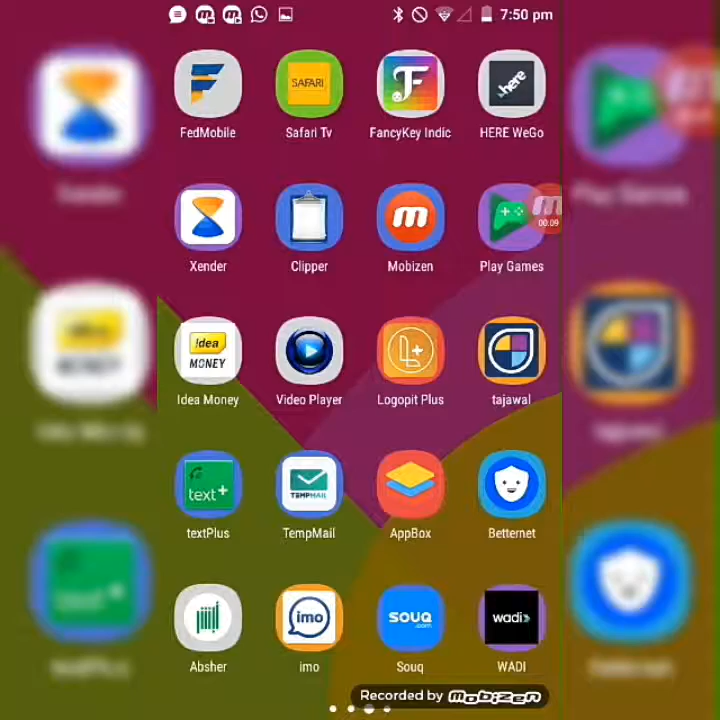 7:50 pm
SAFARI
here
FedMobile
Safari Tv
FancyKey Indic
HERE WeGo
m
00:09
Xender
Clipper
Mobizen
Play Games
!dea
MONEY
L+
Idea Money
Video Player
Logopit Plus
tajawal
text+
TEMPMAIL
textPlus
TempMail
AppBox
Betternet
imo
souq
.com
wadi
Absher
imo
Souq
WADI
Recorded by mobizen